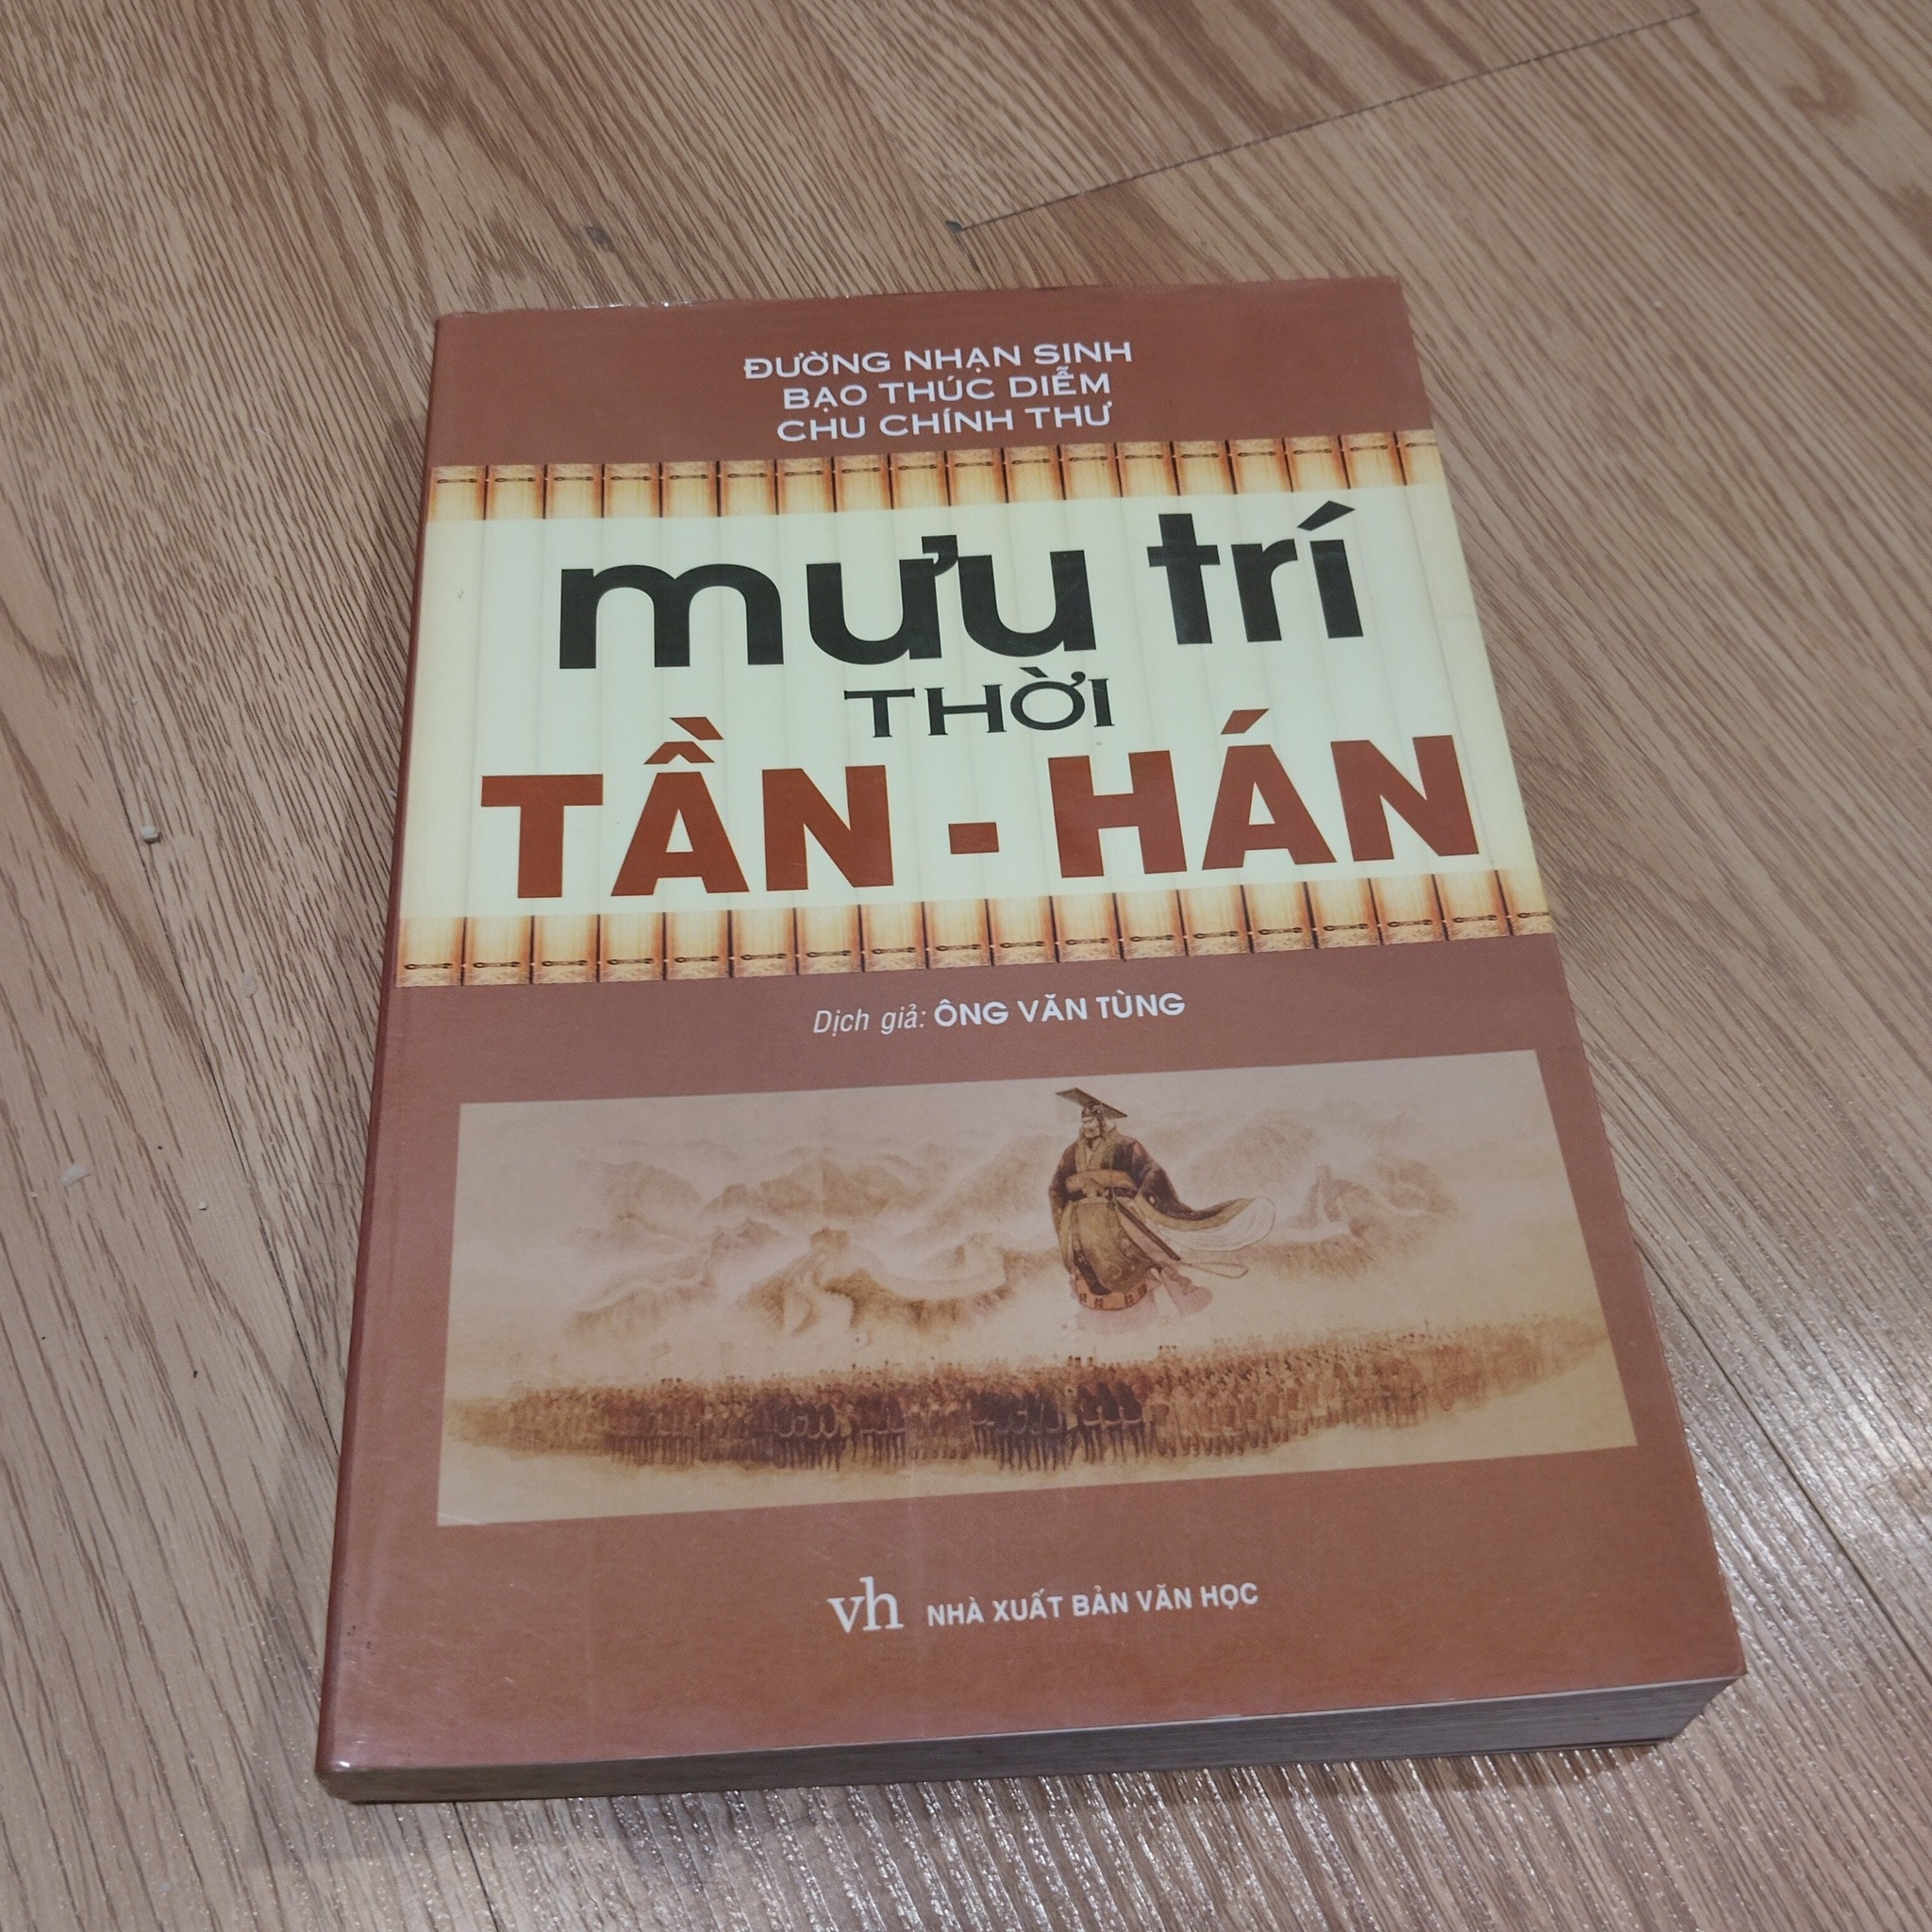 ĐƯỜNG NHẠN SINH
BẠO THÚC DIỄM
CHU CHÍNH THƯ
mưu trí
THỜI
TẦN - HÁN
Dịch giả: ÔNG VĂN TÙNG
vh NHÀ XUẤT BẢN VĂN HỌC